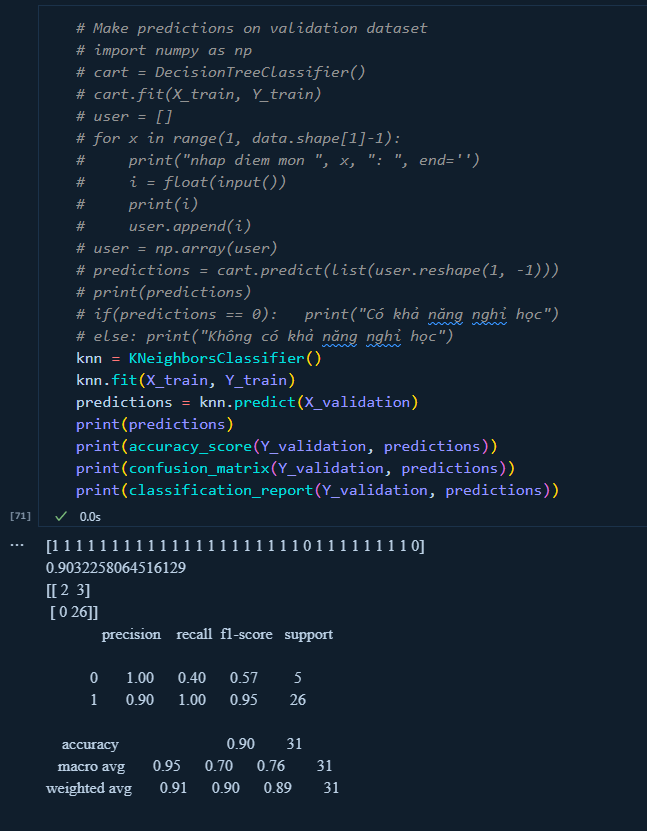 # Make predictions on validation dataset
# import numpy as np
# cart = DecisionTreeClassifier()
# cart.fit(X_train, Y_train)
# user = []
# for x in range(1, data.shape[1]-1):
#     print("nhap diem mon ", x, ": ", end='')
#     i = float(input())
#     print(i)
#     user.append(i)
# user = np.array(user)
# predictions = cart.predict(list(user.reshape(1, -1)))
# print(predictions)
# if(predictions == 0):   print("Có khả năng nghỉ học")
# else: print("Không có khả năng nghỉ học")
knn = KNeighborsClassifier()
knn.fit(X_train, Y_train)
predictions = knn.predict(X_validation)
print(predictions)
print(accuracy_score(Y_validation, predictions))
print(confusion_matrix(Y_validation, predictions))
print(classification_report(Y_validation, predictions))
[71] ✓ 0.0s
... [1 1 1 1 1 1 1 1 1 1 1 1 1 1 1 1 1 1 1 1 1 0 1 1 1 1 1 1 1 1 0]
0.9032258064516129
[[ 2 3]
[ 0 26]]
precision recall f1-score support
0 1.00 0.40 0.57 5
1 0.90 1.00 0.95 26
accuracy 0.90 31
macro avg 0.95 0.70 0.76 31
weighted avg 0.91 0.90 0.89 31